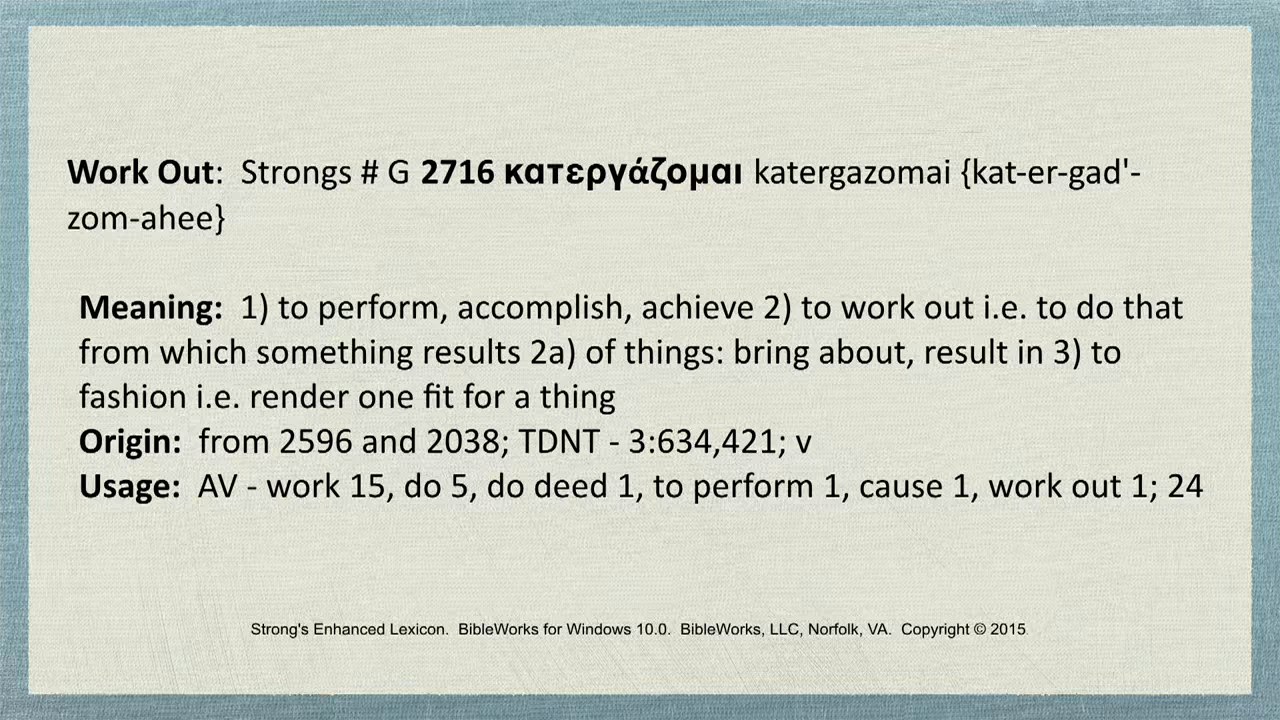 Work Out:  Strongs # G 2716 κατεργάζομαι katergazomai {kat-er-gad'-
zom-ahee}
Meaning:  1) to perform, accomplish, achieve 2) to work out i.e. to do that
from which something results 2a) of things: bring about, result in 3) to
fashion i.e. render one fit for a thing
Origin:  from 2596 and 2038; TDNT - 3:634,421; v
Usage:  AV - work 15, do 5, do deed 1, to perform 1, cause 1, work out 1; 24
Strong's Enhanced Lexicon.  BibleWorks for Windows 10.0.  BibleWorks, LLC, Norfolk, VA.  Copyright © 2015